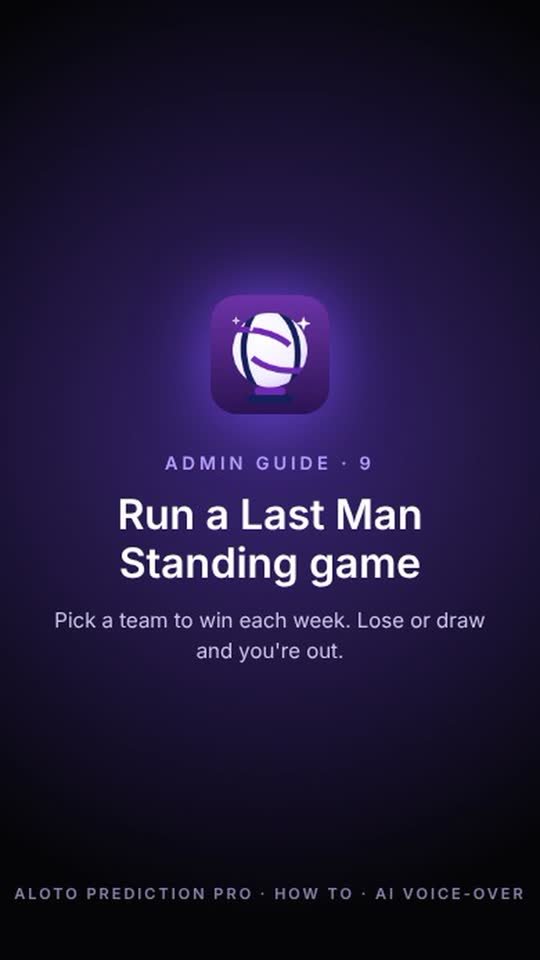 ADMIN GUIDE · 9
Run a Last Man
Standing game
Pick a team to win each week. Lose or draw
and you're out.
ALOTO PREDICTION PRO · HOW TO · AI VOICE-OVER